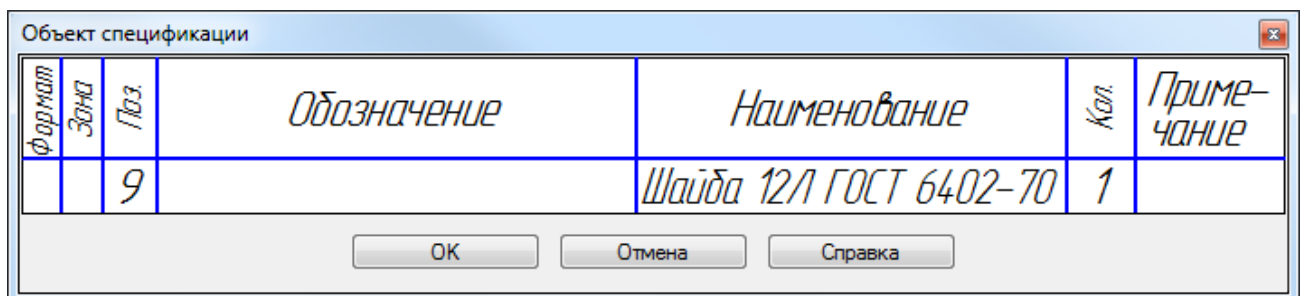 Объект спецификации
Формат Зона Поз. Обозначение Наименование Кол. Приме-
чание
9 Шайба 12Л ГОСТ 6402-70 1
ОК Отмена Справка